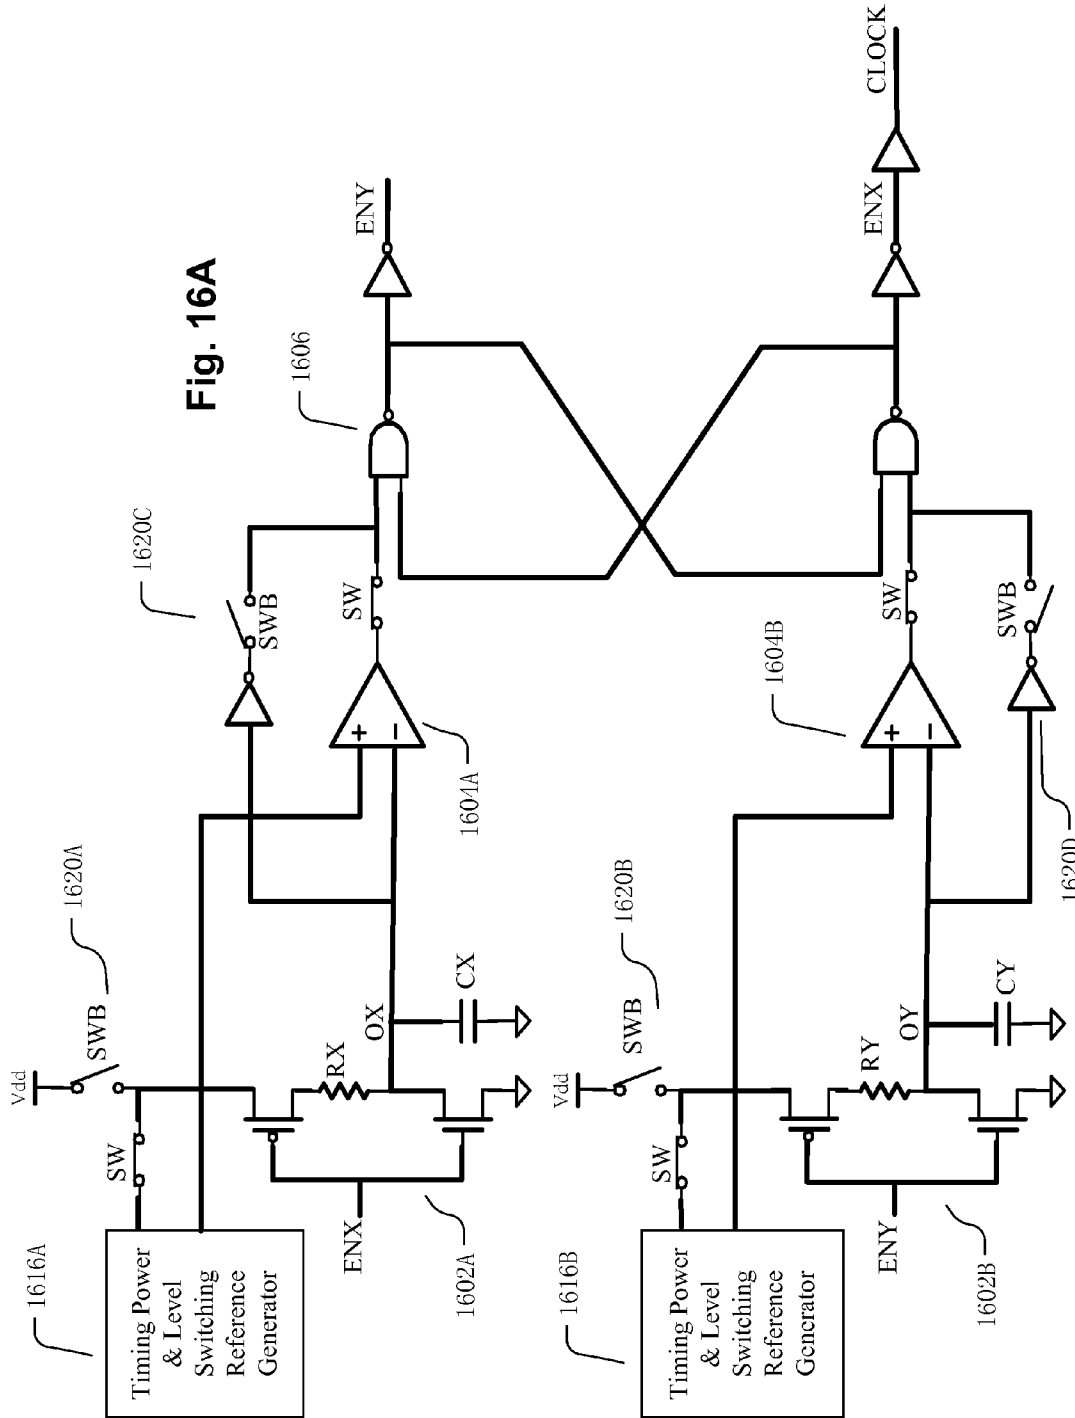 Fig. 16A
1616A
Timing Power
& Level
Switching
Reference
Generator
SW
Vdd
SWB
1620A
ENX
1602A
RX
OX
CX
+
−
1604A
SWB
1620C
SW
1606
ENY
1616B
Timing Power
& Level
Switching
Reference
Generator
SW
Vdd
SWB
1620B
ENY
1602B
RY
OY
CY
+
−
1604B
SW
SWB
1620D
ENX
CLOCK